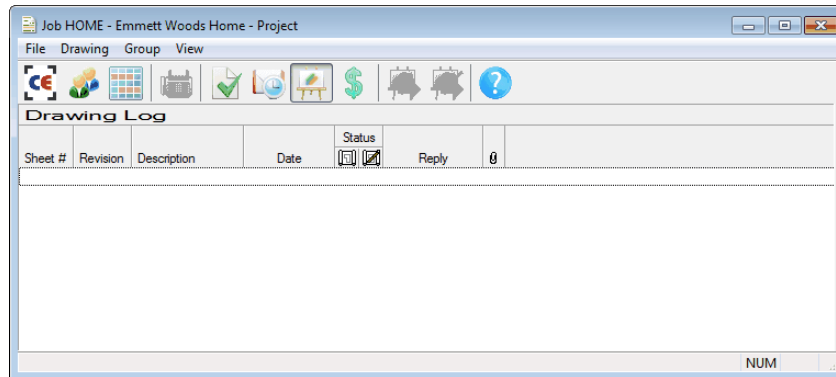 Job HOME - Emmett Woods Home - Project
File Drawing Group View
CE $ ?
Drawing Log
Status
Sheet # Revision Description Date Reply
NUM